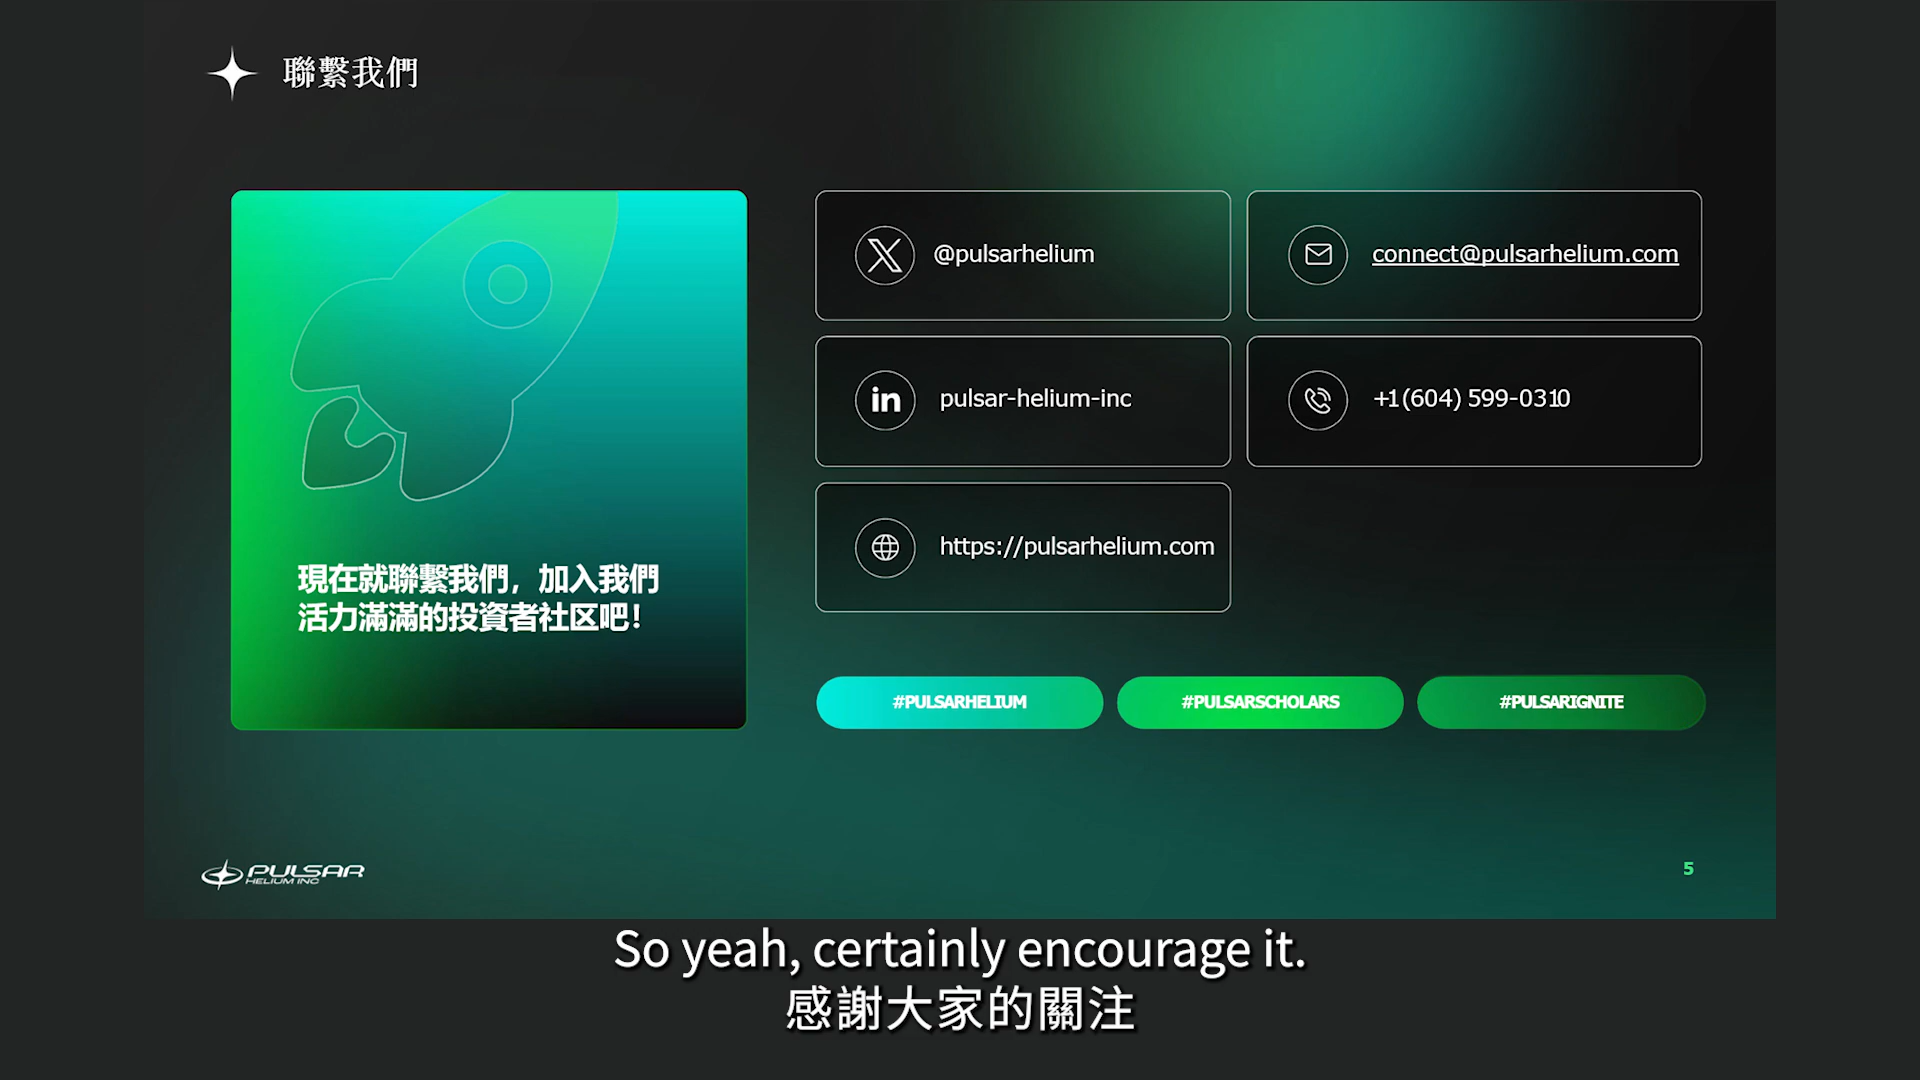 聯繫我們
現在就聯繫我們，加入我們
活力滿滿的投資者社区吧！
@pulsarhelium
connect@pulsarhelium.com
in
pulsar-helium-inc
+1(604) 599-0310
https://pulsarhelium.com
#PULSARHELIUM
#PULSARSCHOLARS
#PULSARIGNITE
PULSAR
HELIUM INC
5
So yeah, certainly encourage it.
感謝大家的關注